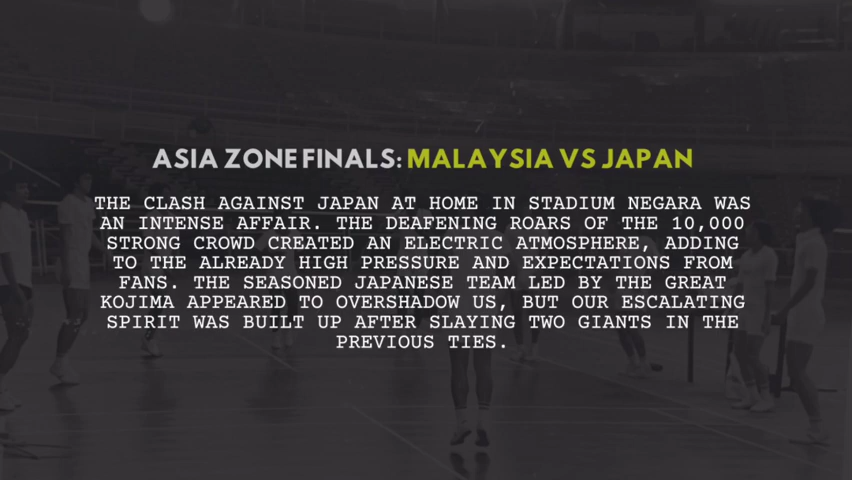 ASIA ZONE FINALS: MALAYSIA VS JAPAN
THE CLASH AGAINST JAPAN AT HOME IN STADIUM NEGARA WAS
AN INTENSE AFFAIR. THE DEAFENING ROARS OF THE 10,000
STRONG CROWD CREATED AN ELECTRIC ATMOSPHERE, ADDING
TO THE ALREADY HIGH PRESSURE AND EXPECTATIONS FROM
FANS. THE SEASONED JAPANESE TEAM LED BY THE GREAT
KOJIMA APPEARED TO OVERSHADOW US, BUT OUR ESCALATING
SPIRIT WAS BUILT UP AFTER SLAYING TWO GIANTS IN THE
PREVIOUS TIES.